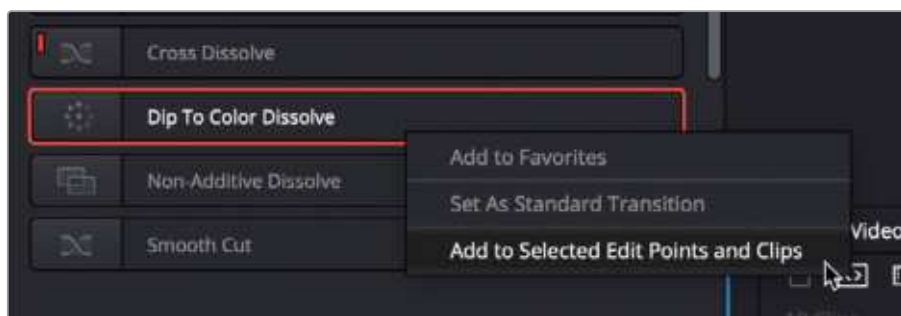 Cross Dissolve
Dip To Color Dissolve
Add to Favorites
Non-Additive Dissolve
Set As Standard Transition
Smooth Cut
Add to Selected Edit Points and Clips
Video